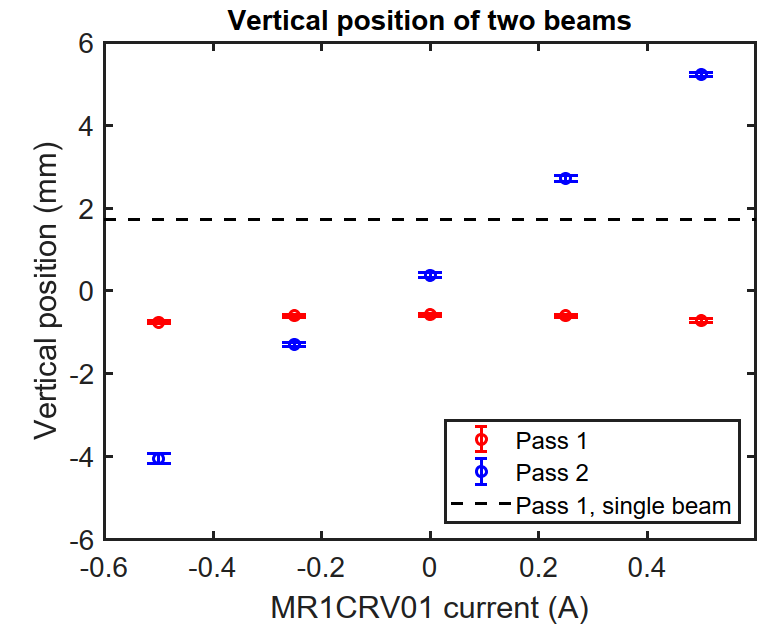 Vertical position of two beams
6
4
2
0
-2
-4
-6
Vertical position (mm)
-0.6
-0.4
-0.2
0
0.2
0.4
MR1CRV01 current (A)
Pass 1
Pass 2
Pass 1, single beam